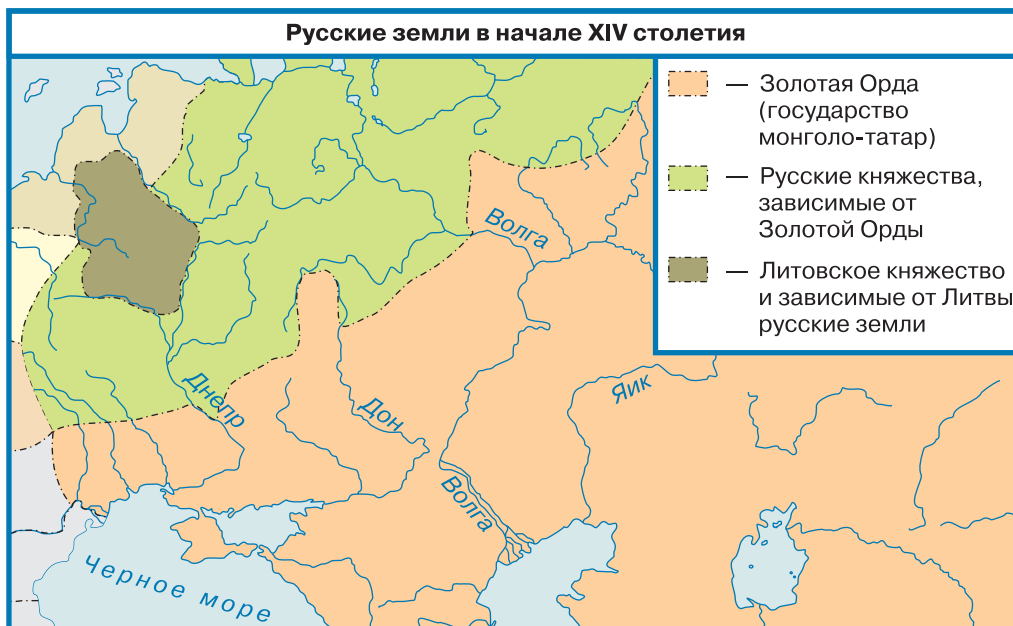 Русские земли в начале XIV столетия
— Золотая Орда
(государство
монголо-татар)
— Русские княжества,
зависимые от
Золотой Орды
— Литовское княжество
и зависимые от Литвы
русские земли
Волга
Днепр
Дон
Яик
Волга
Черное море